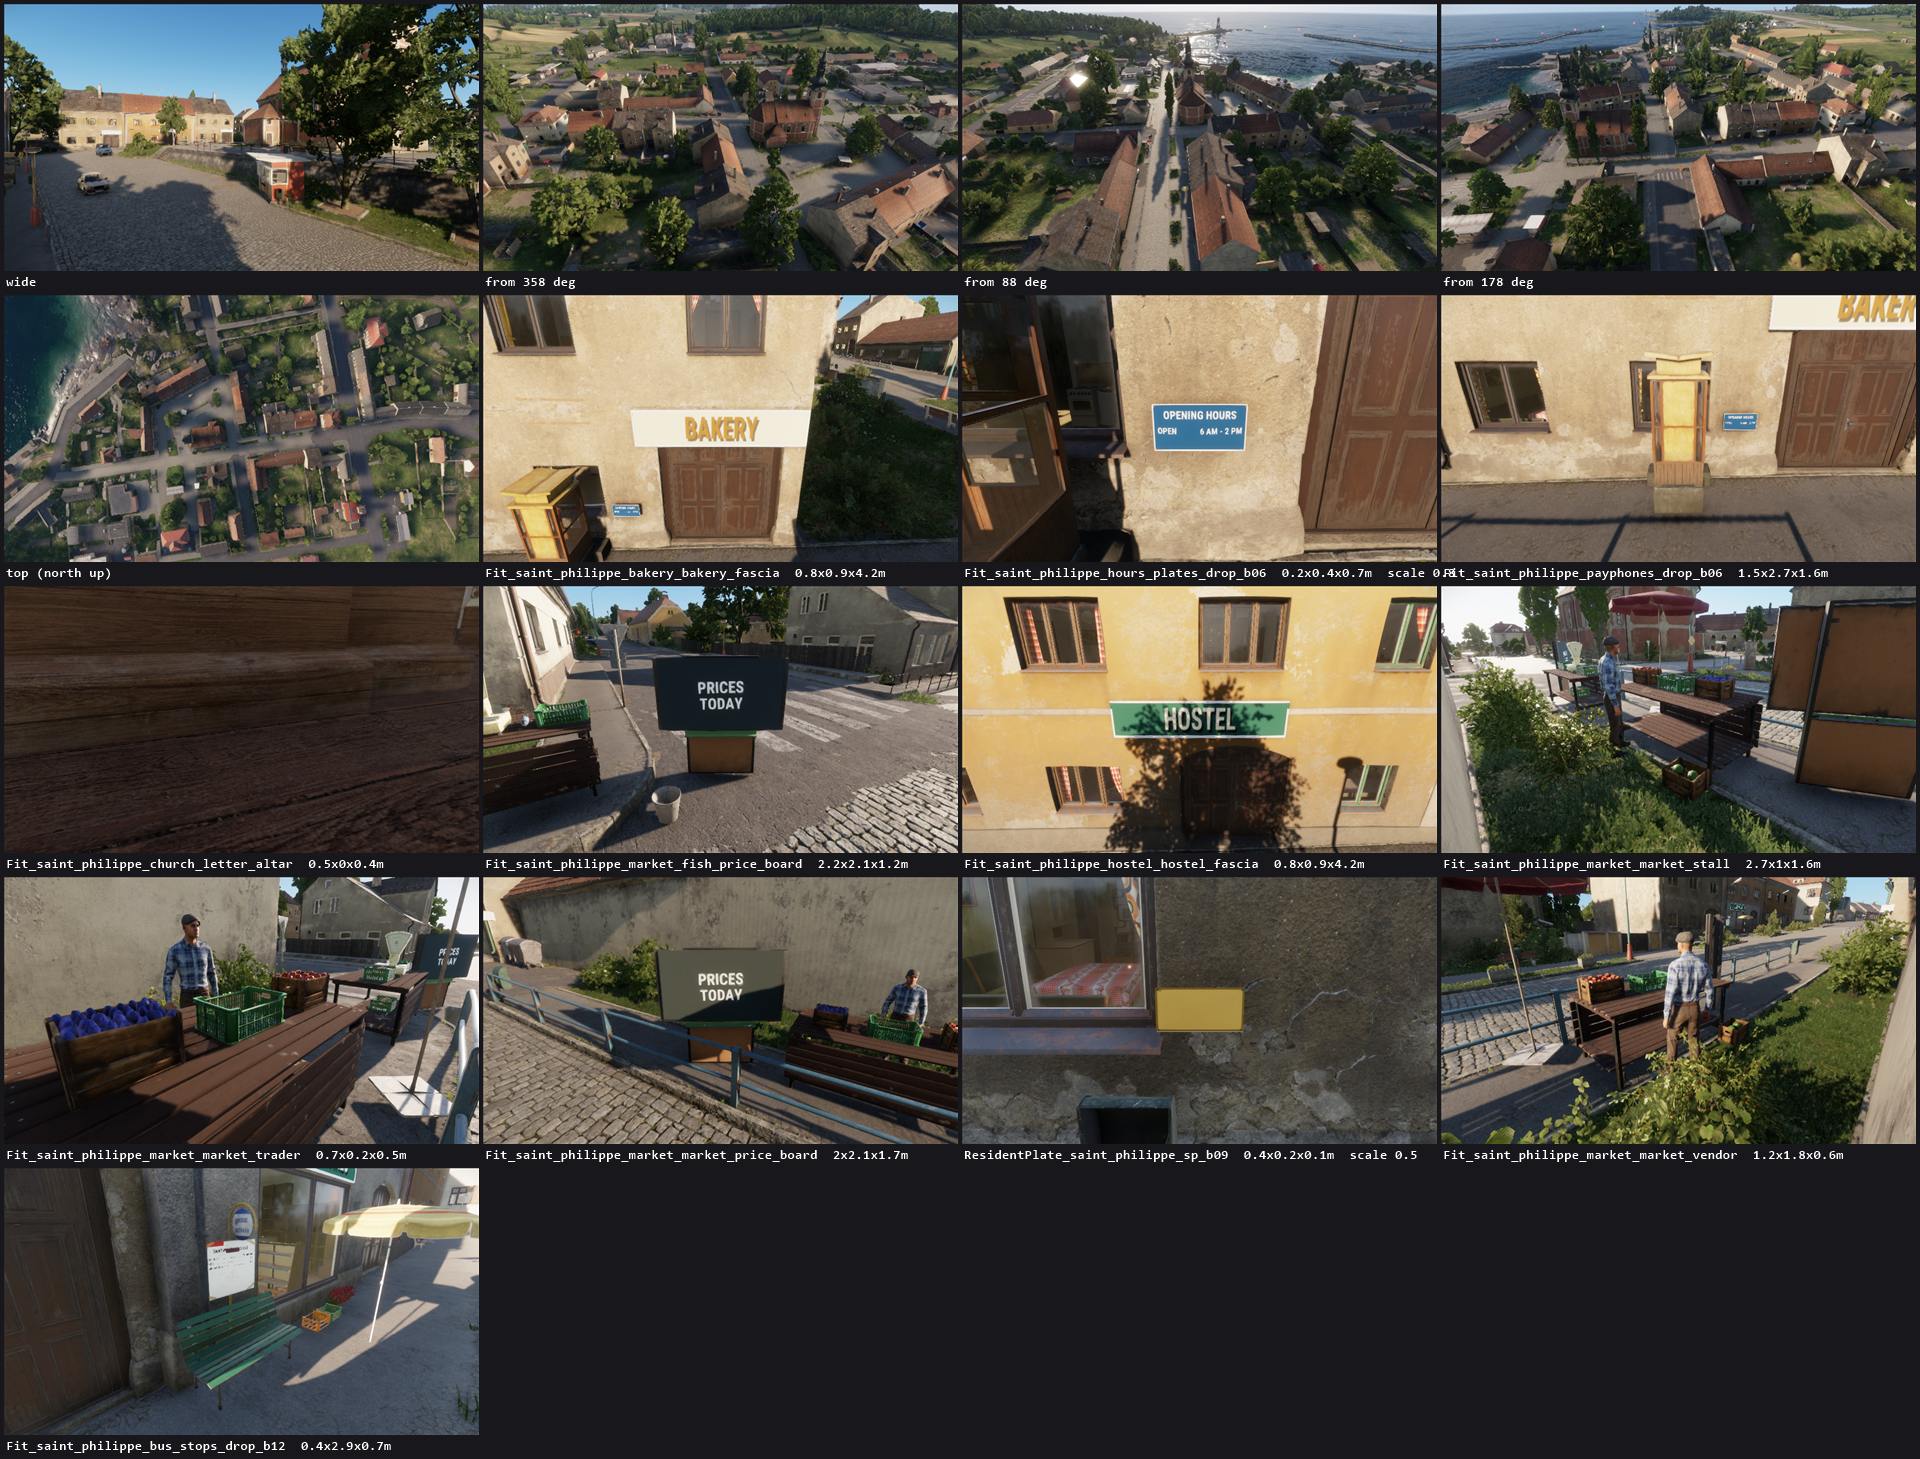 wide
from 358 deg
from 88 deg
from 178 deg
BAKERY
OPENING HOURS
OPEN 6 AM - 2 PM
OPENING HOURS
top (north up)
Fit_saint_philippe_bakery_bakery_fascia 0.8x0.9x4.2m
Fit_saint_philippe_hours_plates_drop_b06 0.2x0.4x0.7m scale
Fit_saint_philippe_payphones_drop_b06 1.5x2.7x1.6m
PRICES
TODAY
HOSTEL
Fit_saint_philippe_church_letter_altar 0.5x0x0.4m
Fit_saint_philippe_market_fish_price_board 2.2x2.1x1.2m
Fit_saint_philippe_hostel_hostel_fascia 0.8x0.9x4.2m
Fit_saint_philippe_market_market_stall 2.7x1x1.6m
PRICES
TODAY
PRICES
TODAY
Fit_saint_philippe_market_market_trader 0.7x0.2x0.5m
Fit_saint_philippe_market_market_price_board 2x2.1x1.7m
ResidentPlate_saint_philippe_sp_b09 0.4x0.2x0.1m scale 0.5
Fit_saint_philippe_market_market_vendor 1.2x1.8x0.6m
Fit_saint_philippe_bus_stops_drop_b12 0.4x2.9x0.7m